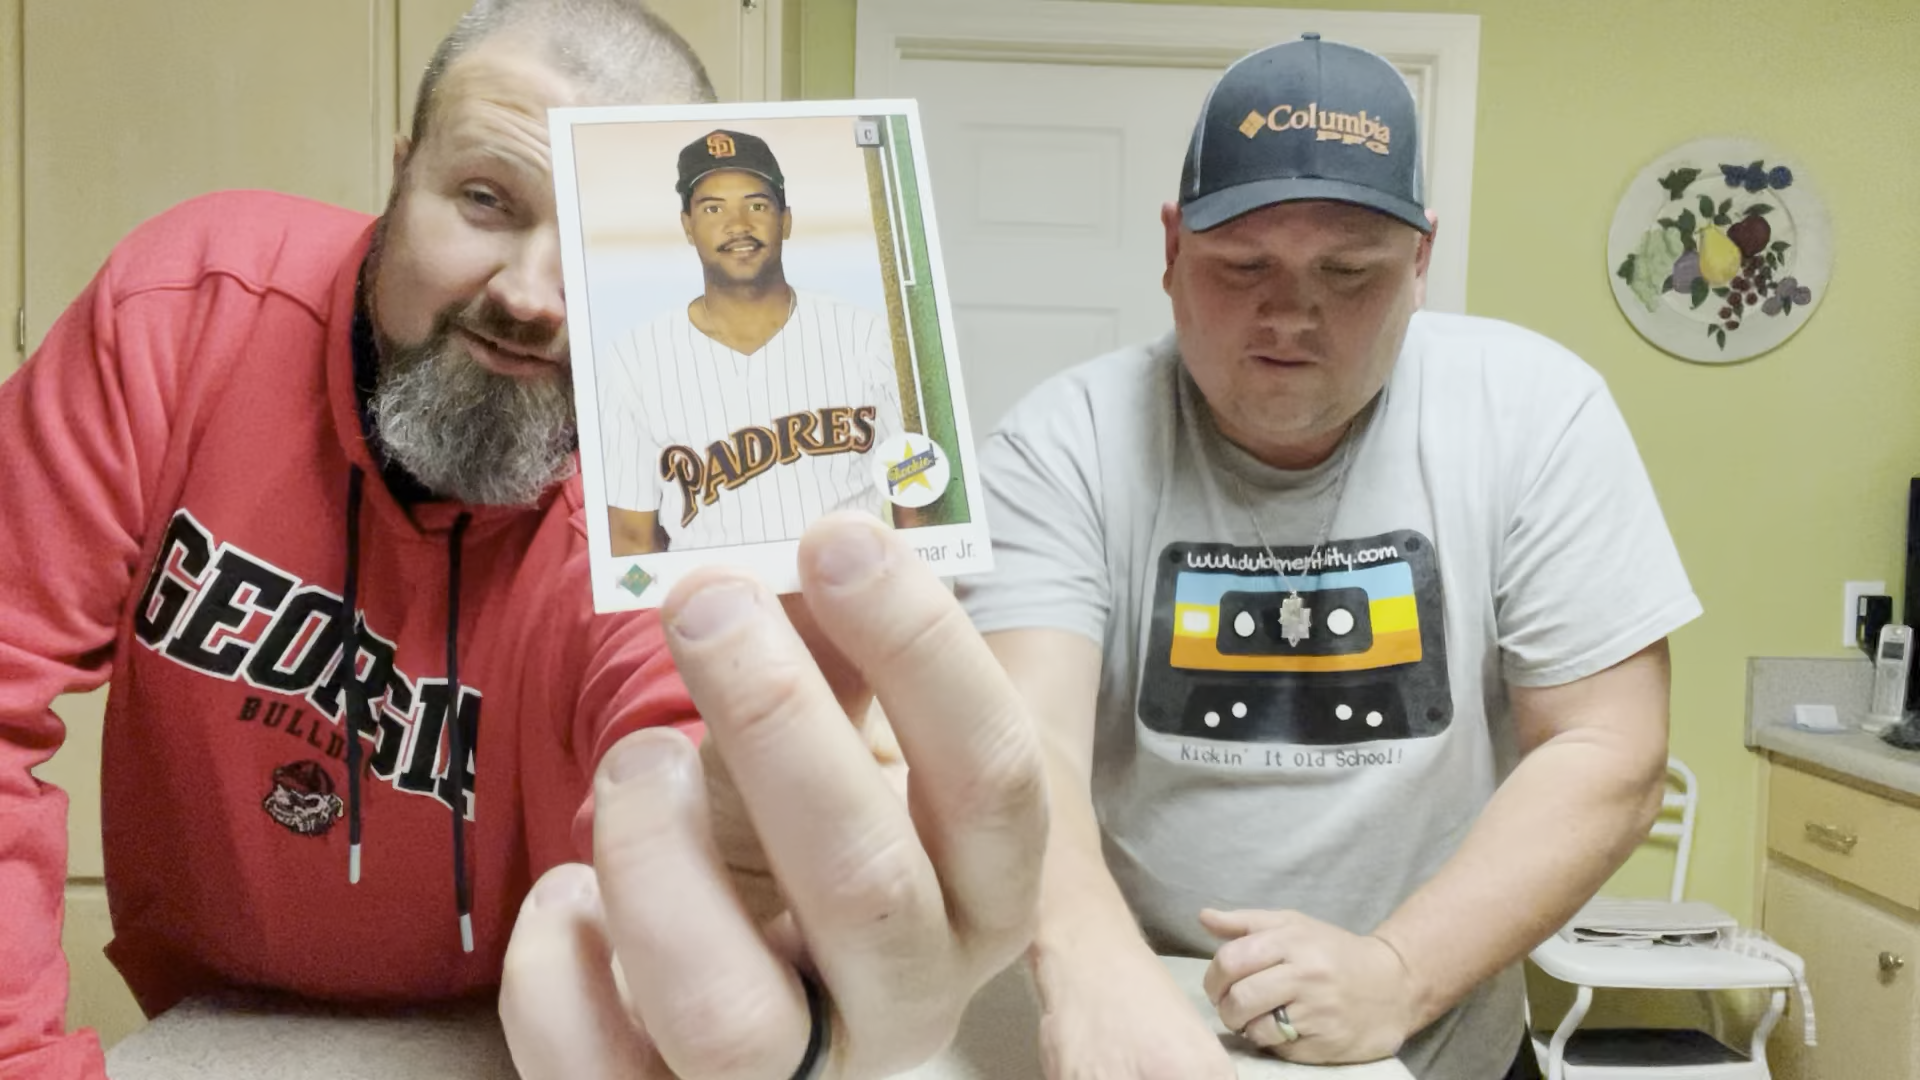 SD
C
PADRES
Rookie
mar Jr.
GEORGIA
BULLD
Columbia
PFG
www.dubmentality.com
Kickin' It Old School!